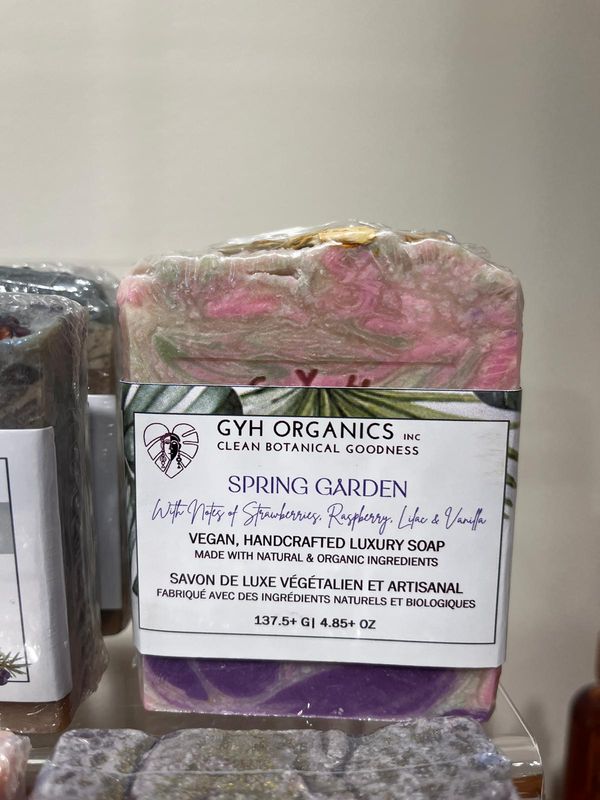 G Y H
GYH ORGANICS INC
CLEAN BOTANICAL GOODNESS
SPRING GARDEN
With Notes of Strawberries, Raspberry, Lilac & Vanilla
VEGAN, HANDCRAFTED LUXURY SOAP
MADE WITH NATURAL & ORGANIC INGREDIENTS
SAVON DE LUXE VÉGÉTALIEN ET ARTISANAL
FABRIQUÉ AVEC DES INGRÉDIENTS NATURELS ET BIOLOGIQUES
137.5+ G| 4.85+ OZ